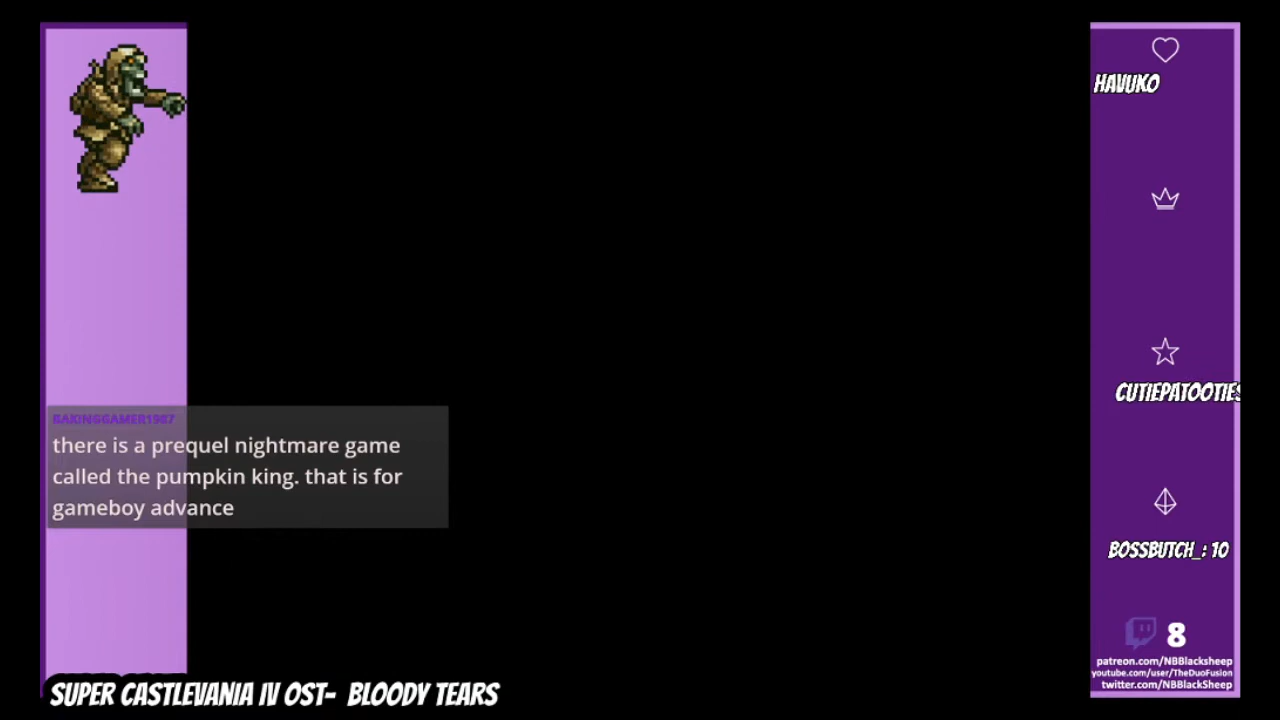 HAVUKO
CUTIEPATOOTIES
BAKINGGAMER1987
there is a prequel nightmare game
called the pumpkin king. that is for
gameboy advance
BOSSBUTCH_: 10
8
patreon.com/NBBlacksheep
youtube.com/user/TheDuoFusion
twitter.com/NBBlackSheep
SUPER CASTLEVANIA IV OST- BLOODY TEARS